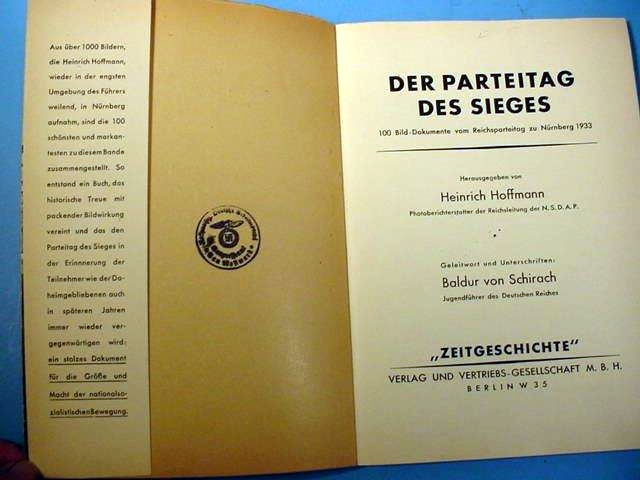 Aus über 1000 Bildern,
die Heinrich Hoffmann,
wieder in der engsten
Umgebung des Führers
weilend, in Nürnberg
aufnahm, sind die 100
schönsten und markan-
testen zu diesem Bande
zusammengestellt. So
entstand ein Buch, das
historische Treue mit
packender Bildwirkung
vereint und das den
Parteitag des Sieges in
der Erinnerung der
Teilnehmer wie der Da-
heimgebliebenen auch
in späteren Jahren
immer wieder ver-
gegenwärtigen wird:
ein stolzes Dokument
für die Größe und
Macht der nationalso-
zialistischen Bewegung.
DER PARTEITAG
DES SIEGES
100 Bild-Dokumente vom Reichsparteitag zu Nürnberg 1933
Herausgegeben von
Heinrich Hoffmann
Photoberichterstatter der Reichsleitung der N.S.D.A.P.
Geleitwort und Unterschriften:
Baldur von Schirach
Jugendführer des Deutschen Reiches
„ZEITGESCHICHTE"
VERLAG UND VERTRIEBS-GESELLSCHAFT M. B. H.
BERLIN W 35